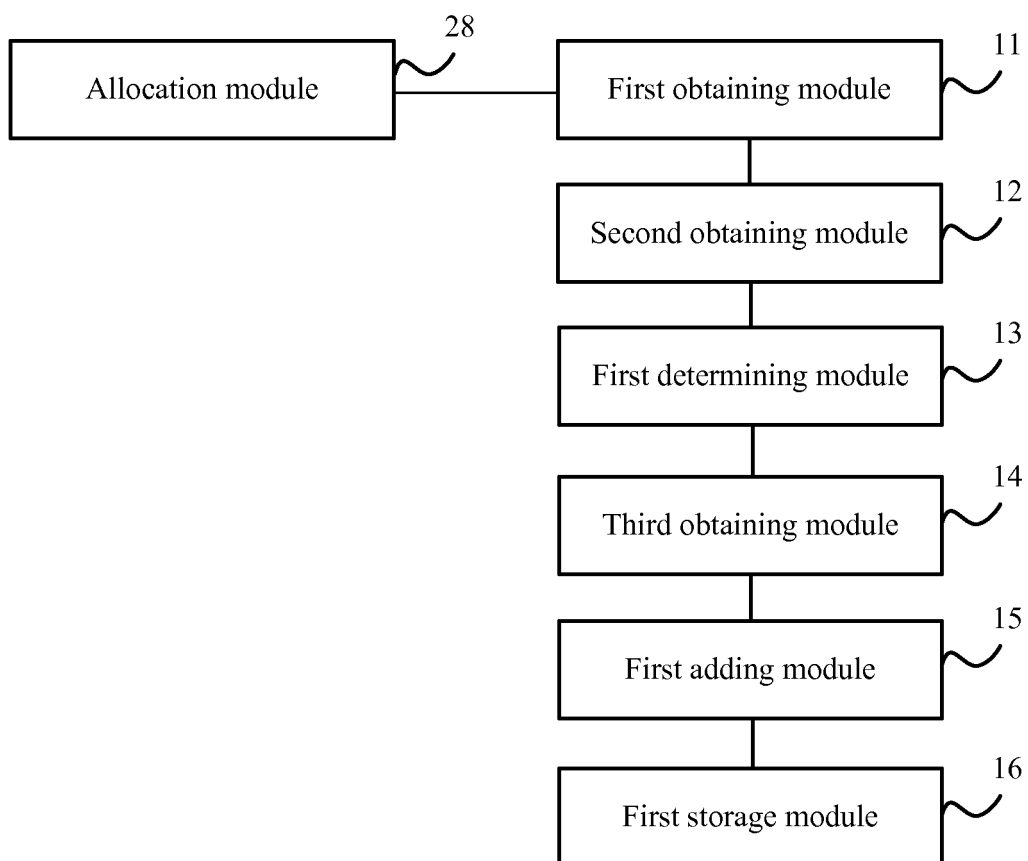 28
Allocation module
11
First obtaining module
12
Second obtaining module
13
First determining module
14
Third obtaining module
15
First adding module
16
First storage module